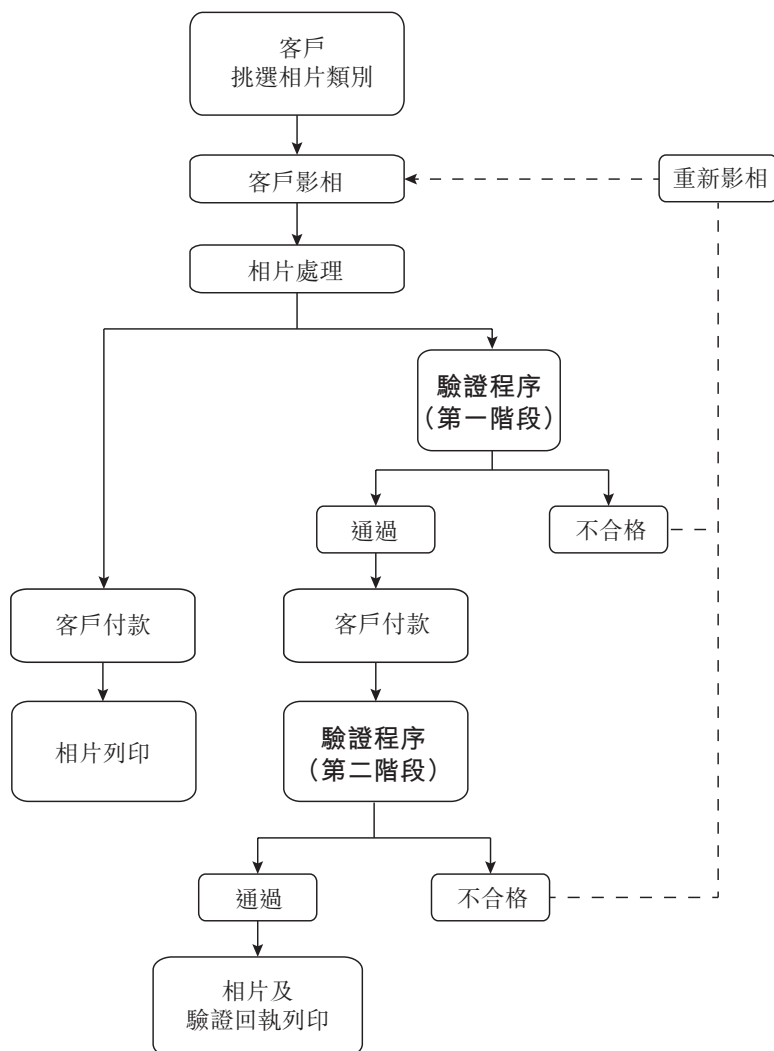 客戶
挑選相片類別
客戶影相
重新影相
相片處理
驗證程序
（第一階段）
通過
不合格
客戶付款
客戶付款
相片列印
驗證程序
（第二階段）
通過
不合格
相片及
驗證回執列印